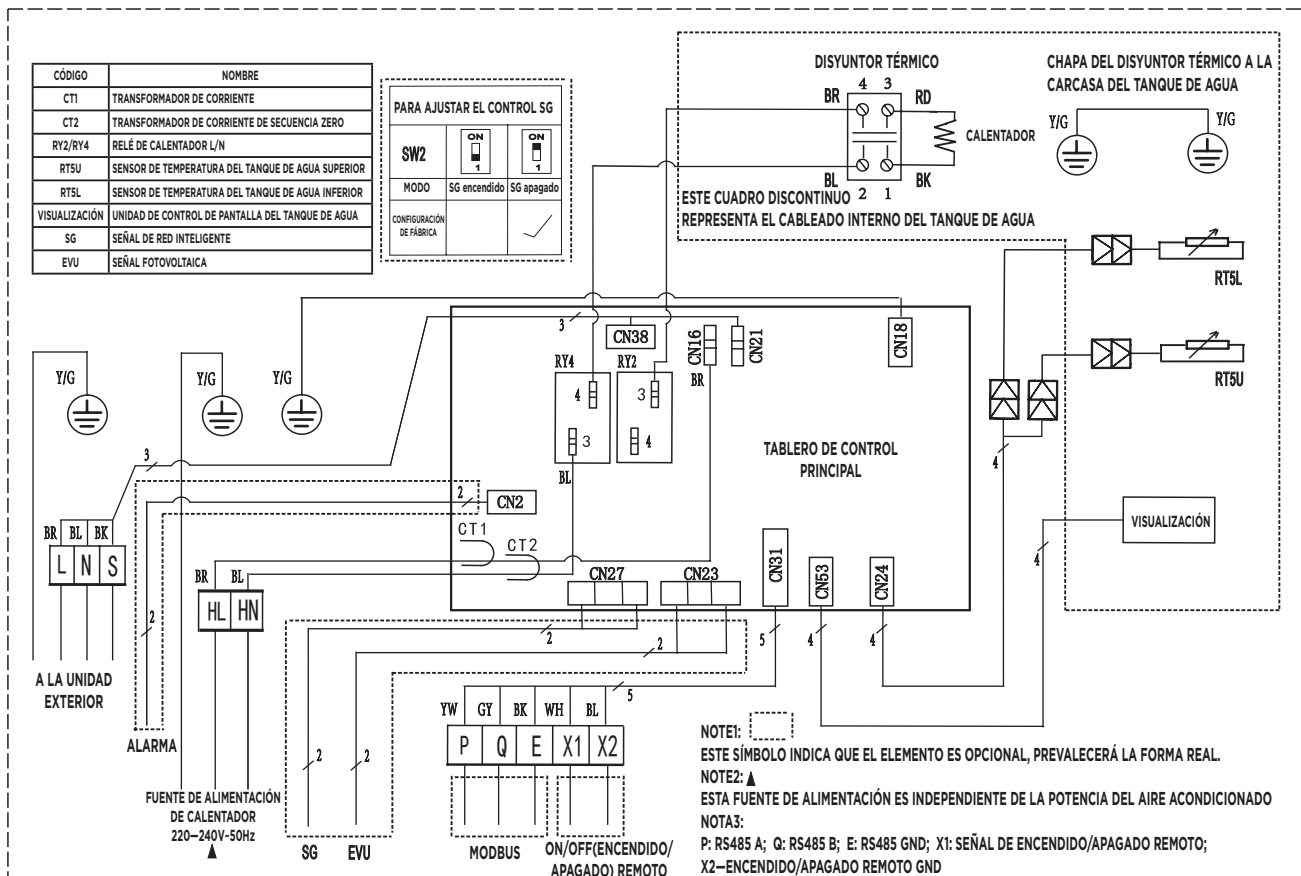 CÓDIGO NOMBRE
CT1 TRANSFORMADOR DE CORRIENTE
CT2 TRANSFORMADOR DE CORRIENTE DE SECUENCIA ZERO
RY2/RY4 RELÉ DE CALENTADOR L/N
RT5U SENSOR DE TEMPERATURA DEL TANQUE DE AGUA SUPERIOR
RT5L SENSOR DE TEMPERATURA DEL TANQUE DE AGUA INFERIOR
VISUALIZACIÓN UNIDAD DE CONTROL DE PANTALLA DEL TANQUE DE AGUA
SG SEÑAL DE RED INTELIGENTE
EVU SEÑAL FOTOVOLTAICA
PARA AJUSTAR EL CONTROL SG
SW2 ON 1 ON 1
MODO SG encendido SG apagado
CONFIGURACIÓN
DE FÁBRICA
DISYUNTOR TÉRMICO
4 3
BR RD
CALENTADOR
BL BK
2 1
CHAPA DEL DISYUNTOR TÉRMICO A LA
CARCASA DEL TANQUE DE AGUA
Y/G Y/G
ESTE CUADRO DISCONTINUO
REPRESENTA EL CABLEADO INTERNO DEL TANQUE DE AGUA
RT5L
RT5U
4
VISUALIZACIÓN
4
Y/G Y/G Y/G
3
CN38
CN16
BR
CN21
CN18
RY4
4
3
BL
RY2
3
4
TABLERO DE CONTROL
PRINCIPAL
3
2
CN2
CT1
CT2
CN27
CN23
CN31
CN53
CN24
BR BL BK
L N S
A LA UNIDAD
EXTERIOR
2
ALARMA
BR BL
HL HN
FUENTE DE ALIMENTACIÓN
DE CALENTADOR
220–240V-50Hz
2
2
2
2
SG EVU
5
4
4
5
YW GY BK WH BL
P Q E X1 X2
MODBUS
ON/OFF(ENCENDIDO/
APAGADO) REMOTO
NOTE1:
ESTE SÍMBOLO INDICA QUE EL ELEMENTO ES OPCIONAL, PREVALECERÁ LA FORMA REAL.
NOTE2:
ESTA FUENTE DE ALIMENTACIÓN ES INDEPENDIENTE DE LA POTENCIA DEL AIRE ACONDICIONADO
NOTA3:
P: RS485 A; Q: RS485 B; E: RS485 GND; X1: SEÑAL DE ENCENDIDO/APAGADO REMOTO;
X2–ENCENDIDO/APAGADO REMOTO GND